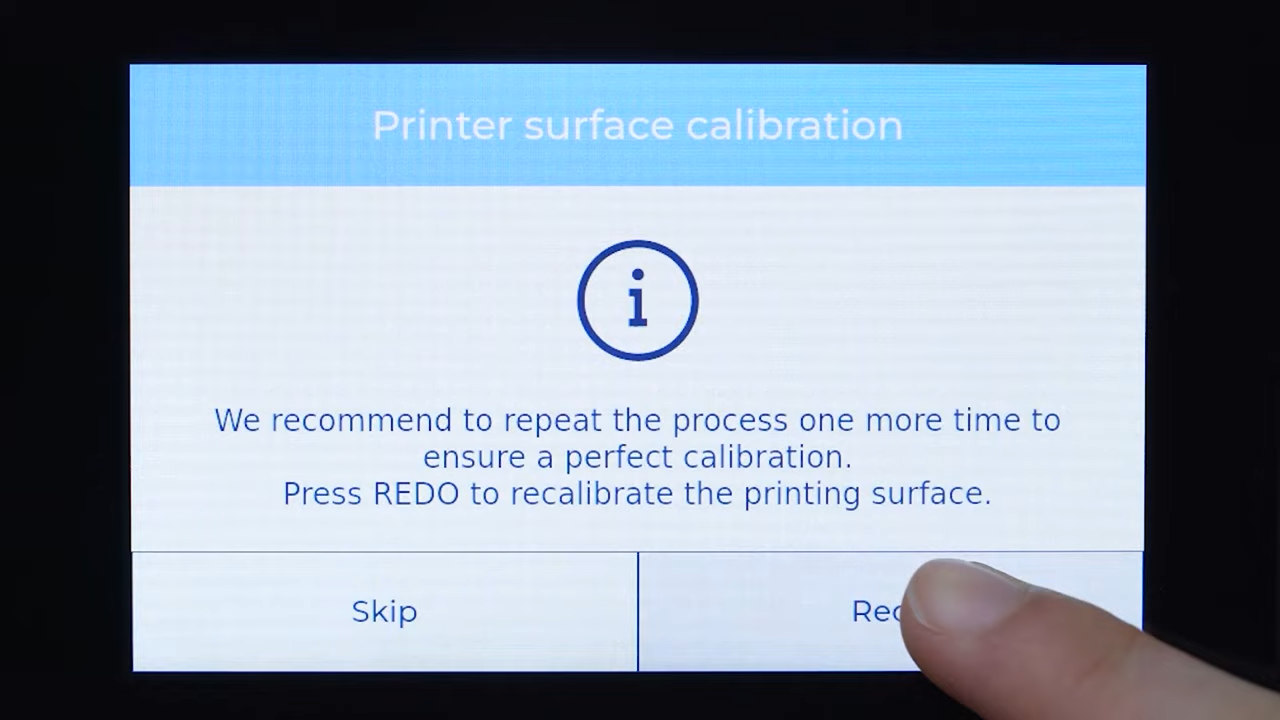 Printer surface calibration
i
We recommend to repeat the process one more time to
ensure a perfect calibration.
Press REDO to recalibrate the printing surface.
Skip